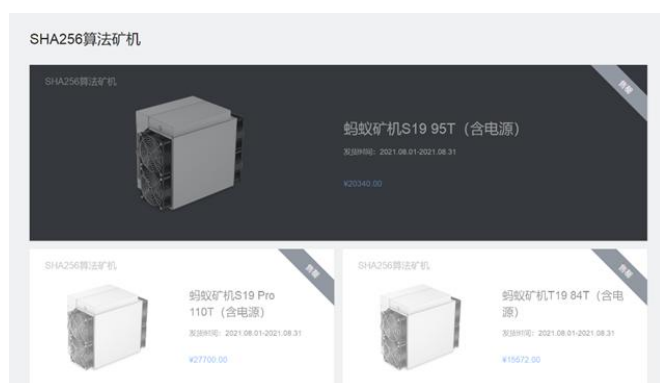 SHA256算法矿机
SHA256算法矿机
售罄
蚂蚁矿机S19 95T（含电源）
发货时间：2021.08.01-2021.08.31
¥20340.00
SHA256算法矿机
售罄
蚂蚁矿机S19 Pro
110T（含电源）
发货时间：2021.08.01-2021.08.31
¥27700.00
SHA256算法矿机
售罄
蚂蚁矿机T19 84T（含电
源）
发货时间：2021.08.01-2021.08.31
¥15672.00